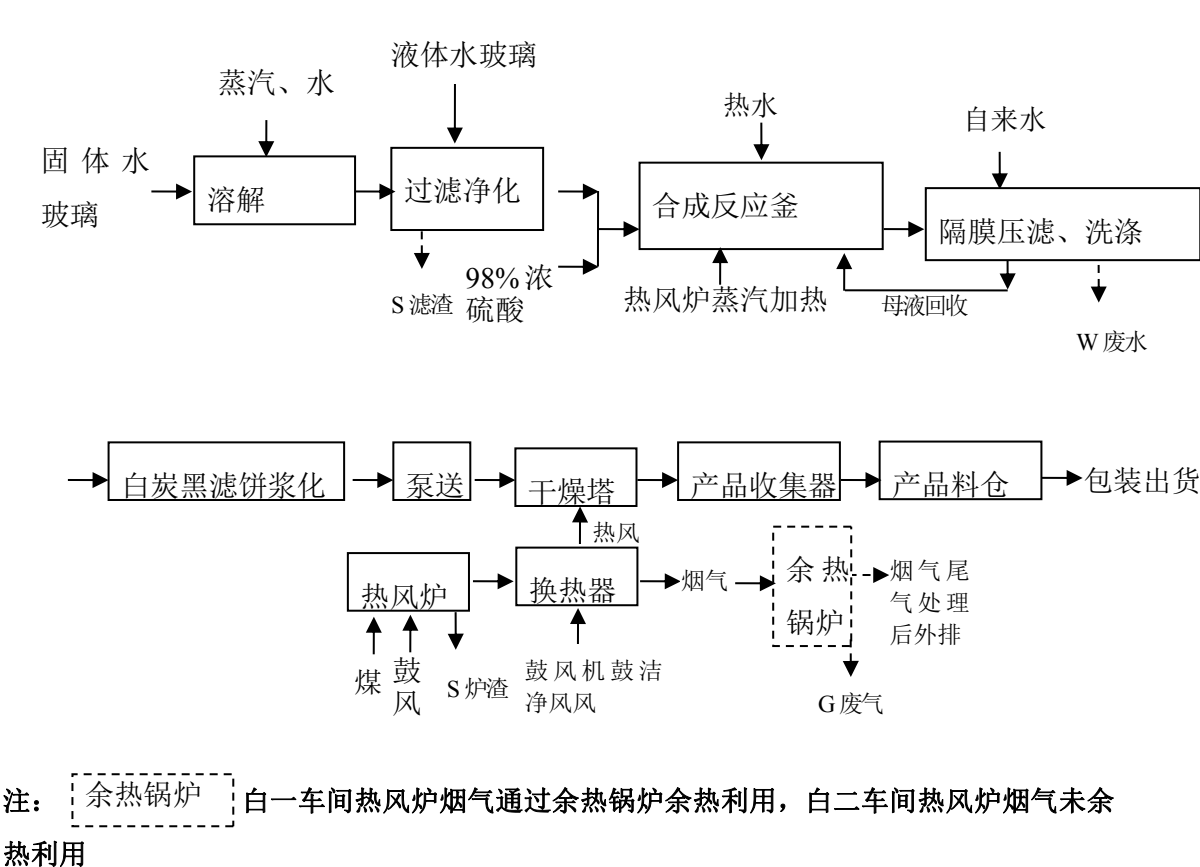 液体水玻璃
蒸汽、水
热水
自来水
固体水
玻璃
溶解
过滤净化
合成反应釜
隔膜压滤、洗涤
98%浓
硫酸
S 滤渣
热风炉蒸汽加热
母液回收
W 废水
白炭黑滤饼浆化
泵送
干燥塔
产品收集器
产品料仓
包装出货
热风
热风炉
换热器
烟气
余热
锅炉
烟气尾
气处理
后外排
煤
鼓
风
S 炉渣
鼓风机鼓洁
净风风
G 废气
注： 余热锅炉 白一车间热风炉烟气通过余热锅炉余热利用，白二车间热风炉烟气未余
热利用